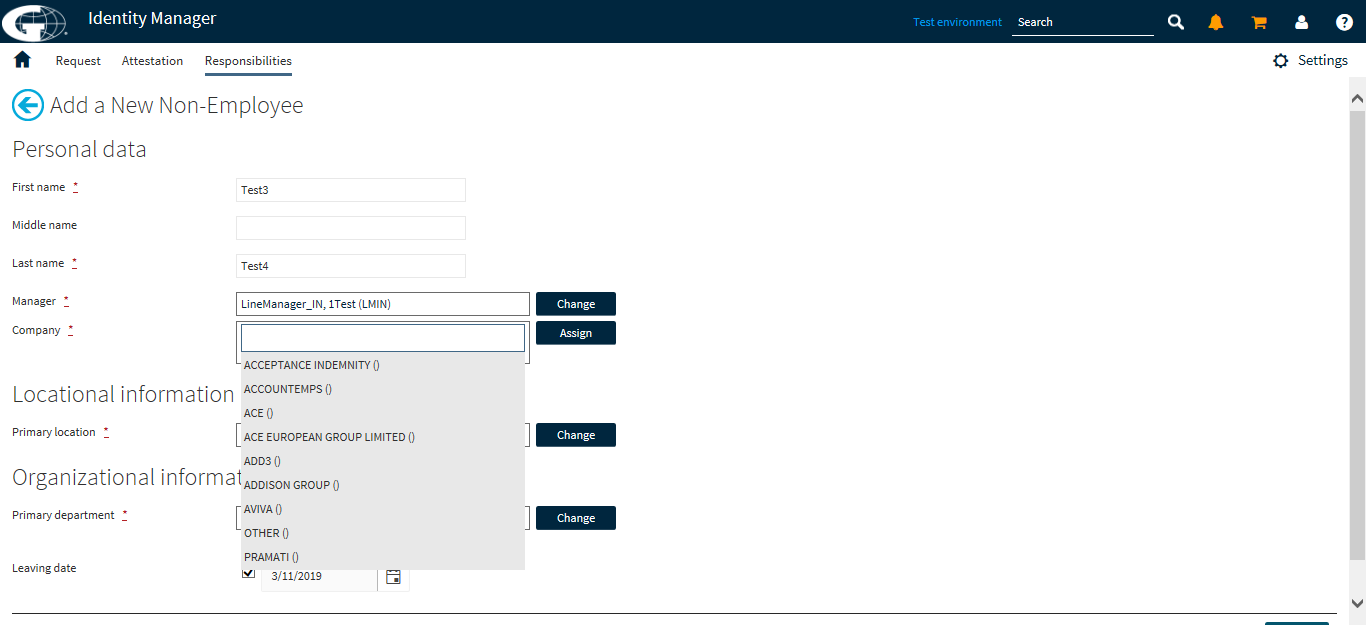 Identity Manager
Test environment
Search
Request
Attestation
Responsibilities
Settings
Add a New Non-Employee
Personal data
First name *
Test3
Middle name
Last name *
Test4
Manager *
LineManager_IN, 1Test (LMIN)
Change
Company *
Assign
ACCEPTANCE INDEMNITY ()
ACCOUNTEMPS ()
ACE ()
ACE EUROPEAN GROUP LIMITED ()
ADD3 ()
ADDISON GROUP ()
AVIVA ()
OTHER ()
PRAMATI ()
Locational information
Primary location *
Change
Organizational informat
Primary department *
Change
Leaving date
3/11/2019